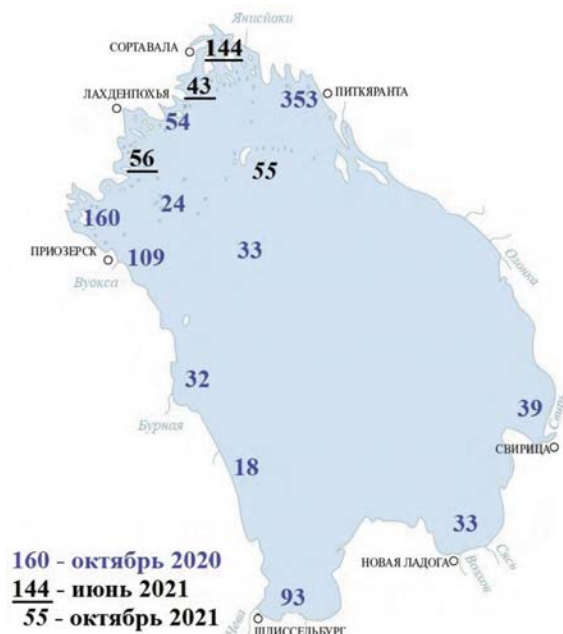 Янисйоки
СОРТАВАЛА
144
43
353
ПИТКЯРАНТА
ЛАХДЕНПОХЬЯ
54
56
55
24
160
33
ПРИОЗЕРСК
109
Вуокса
Олонка
32
39
Бурная
Свирь
СВИРИЦА
18
33
160 - октябрь 2020
НОВАЯ ЛАДОГА
Волхов
Сясь
144 - июнь 2021
93
55 - октябрь 2021
Нева
ШЛИССЕЛЬБУРГ